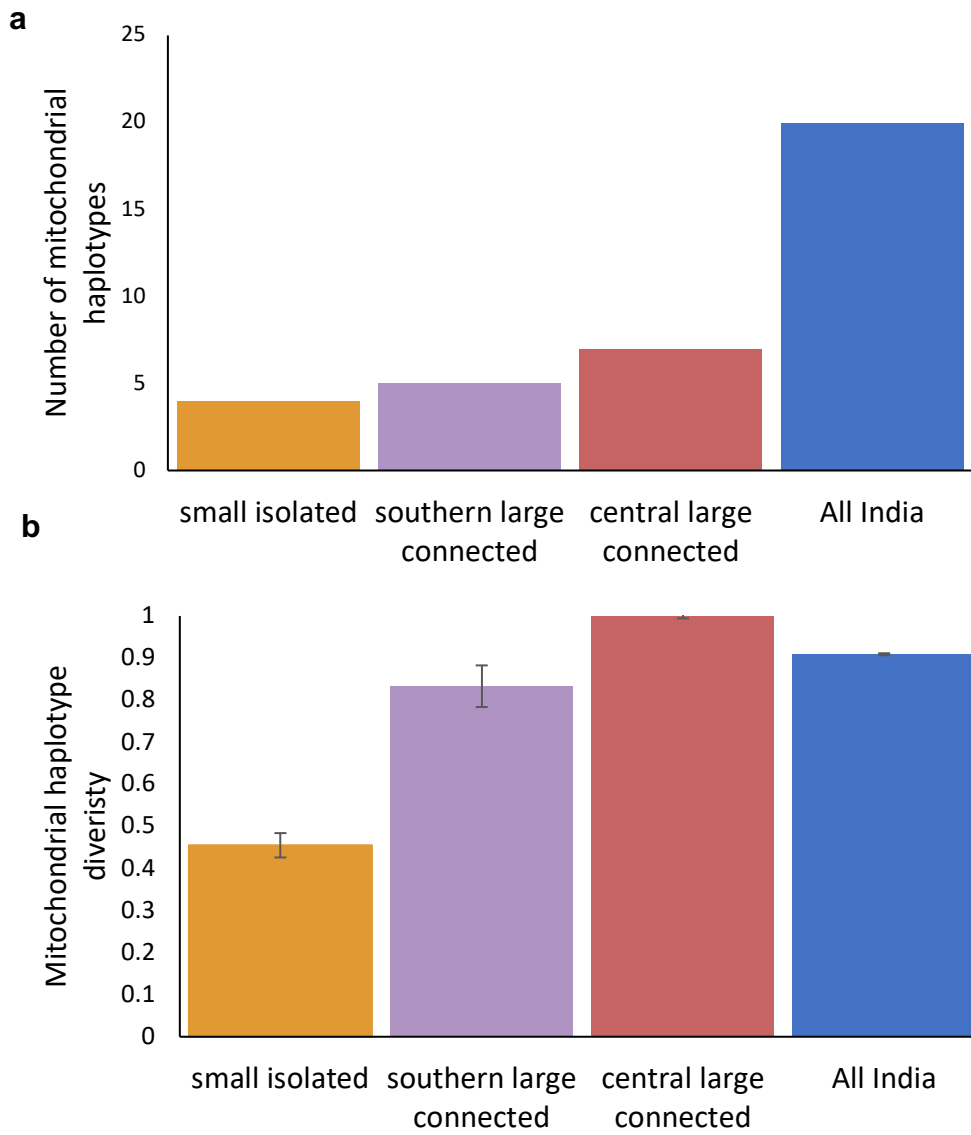 a
Number of mitochondrial
haplotypes
25
20
15
10
5
0
small isolated southern large central large All India
connected connected
b
Mitochondrial haplotype
diveristy
1
0.9
0.8
0.7
0.6
0.5
0.4
0.3
0.2
0.1
0
small isolated southern large central large All India
connected connected